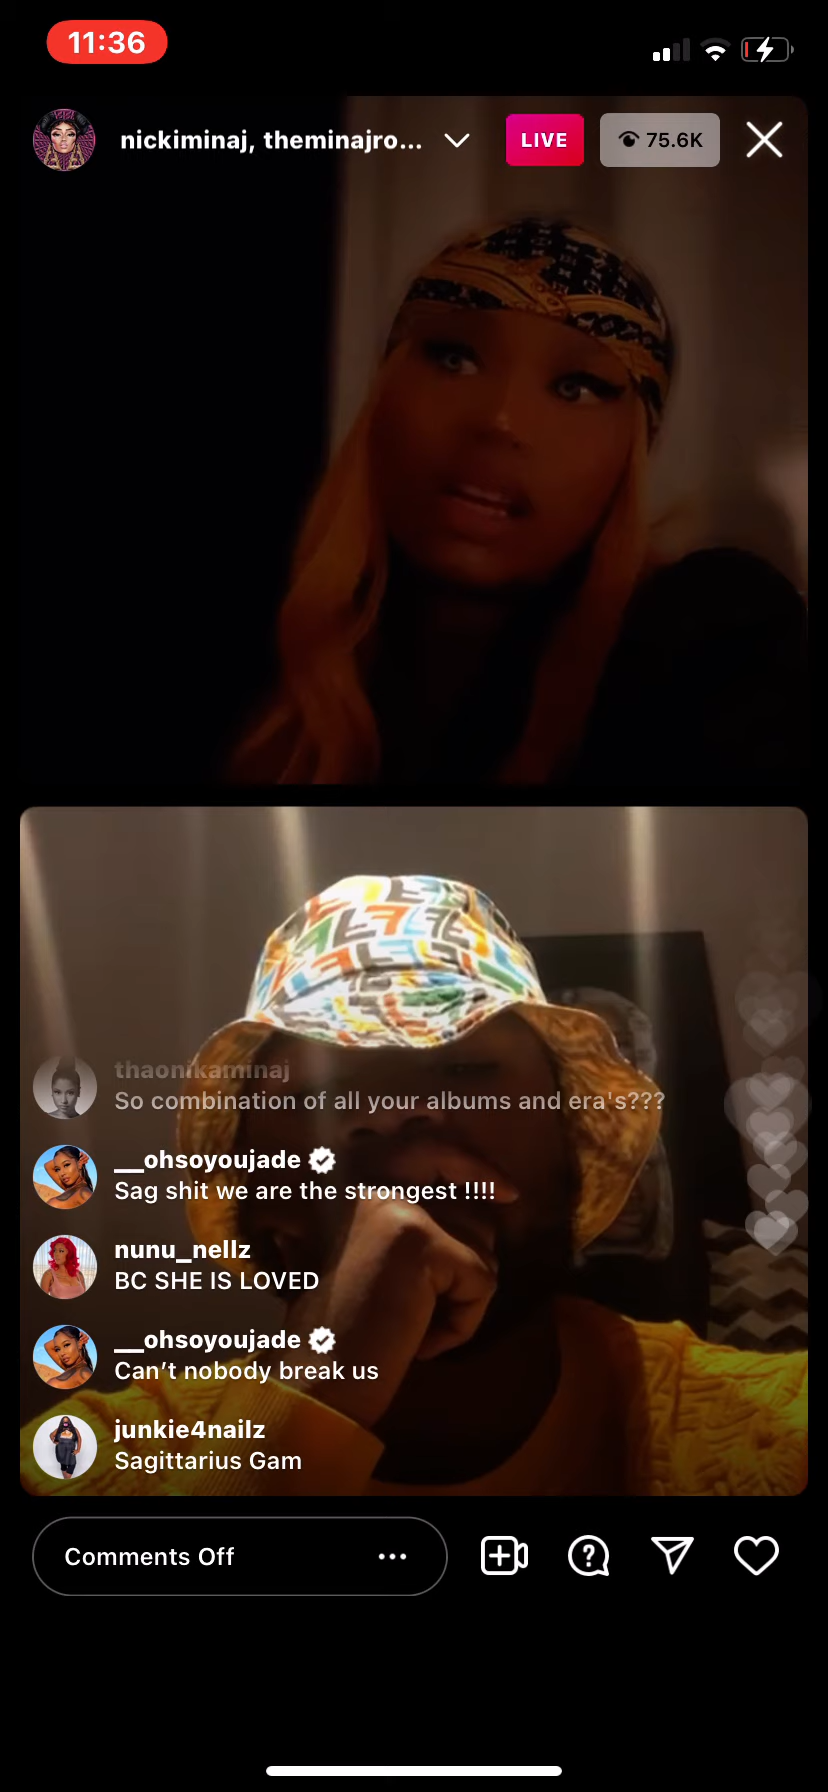 11:36
nickiminaj, theminajro...
LIVE
75.6K
thaonikaminaj
So combination of all your albums and era's???
__ohsoyoujade
Sag shit we are the strongest !!!!
nunu_nellz
BC SHE IS LOVED
__ohsoyoujade
Can’t nobody break us
junkie4nailz
Sagittarius Gam
Comments Off